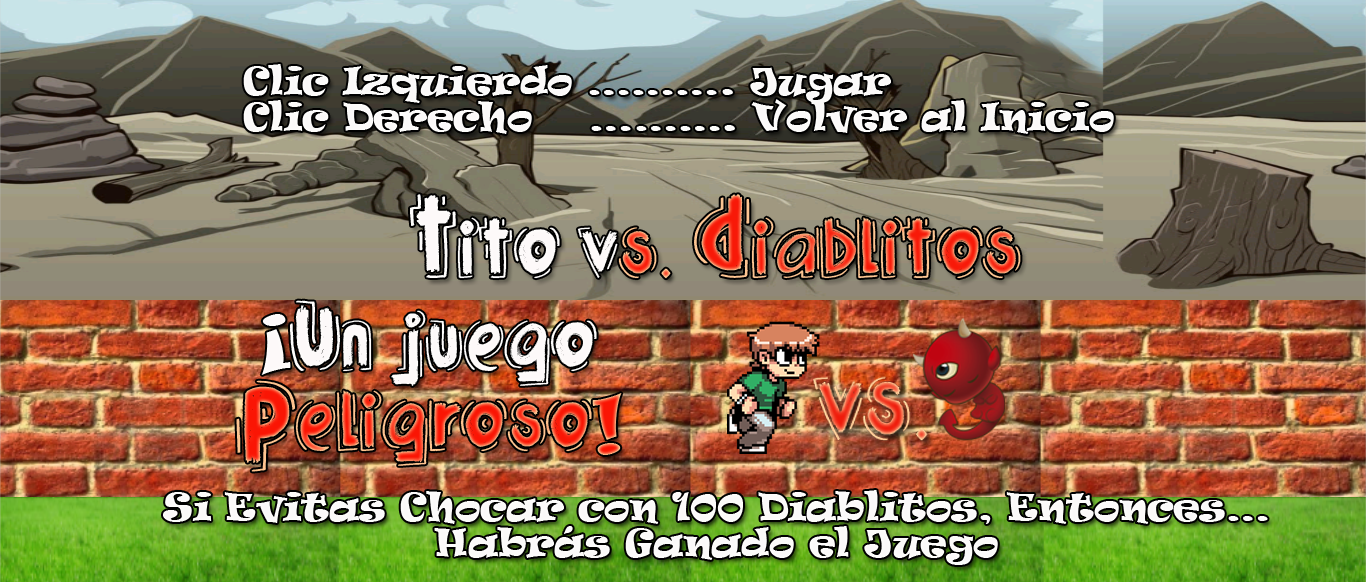 Clic Izquierdo .......... Jugar
Clic Derecho .......... Volver al Inicio
Tito vs. Diablitos
¡Un juego
Peligroso!
vs.
Si Evitas Chocar con 100 Diablitos, Entonces...
Habrás Ganado el Juego